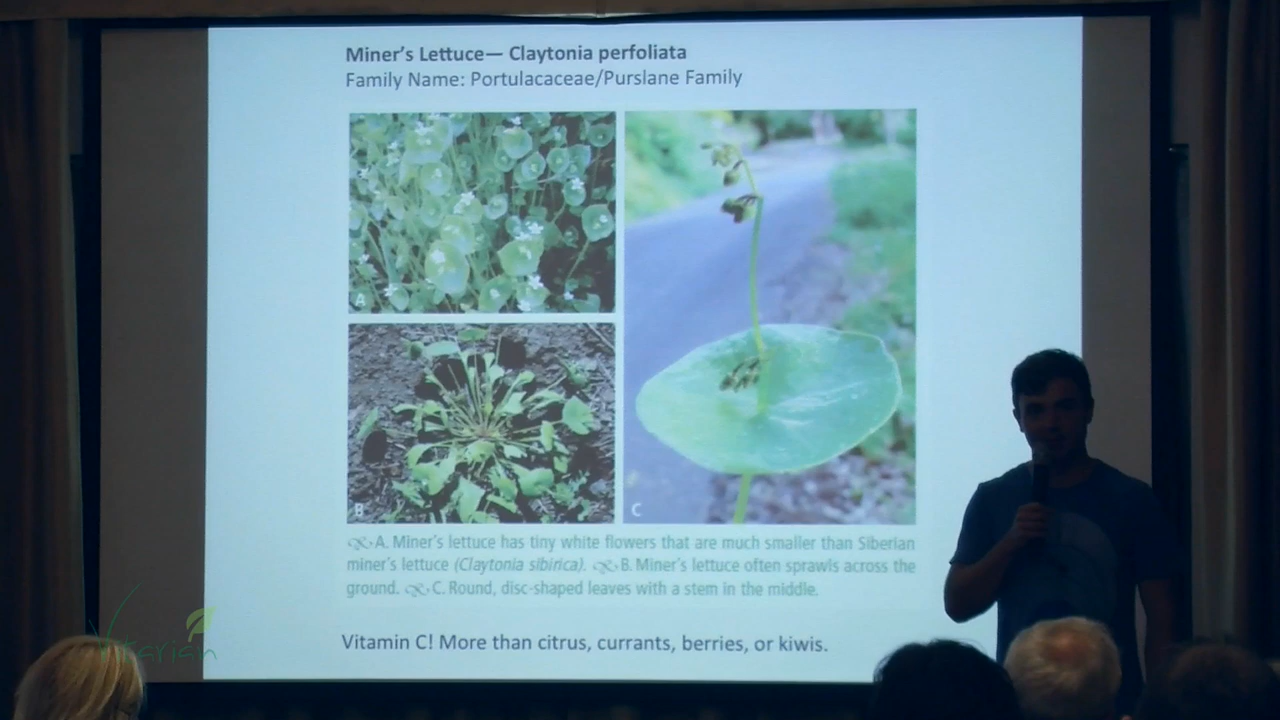 Miner's Lettuce— Claytonia perfoliata
Family Name: Portulacaceae/Purslane Family
A
B
C
A. Miner's lettuce has tiny white flowers that are much smaller than Siberian
miner's lettuce (Claytonia sibirica). B. Miner's lettuce often sprawls across the
ground. C. Round, disc-shaped leaves with a stem in the middle.
Vitamin C! More than citrus, currants, berries, or kiwis.
Vitarian